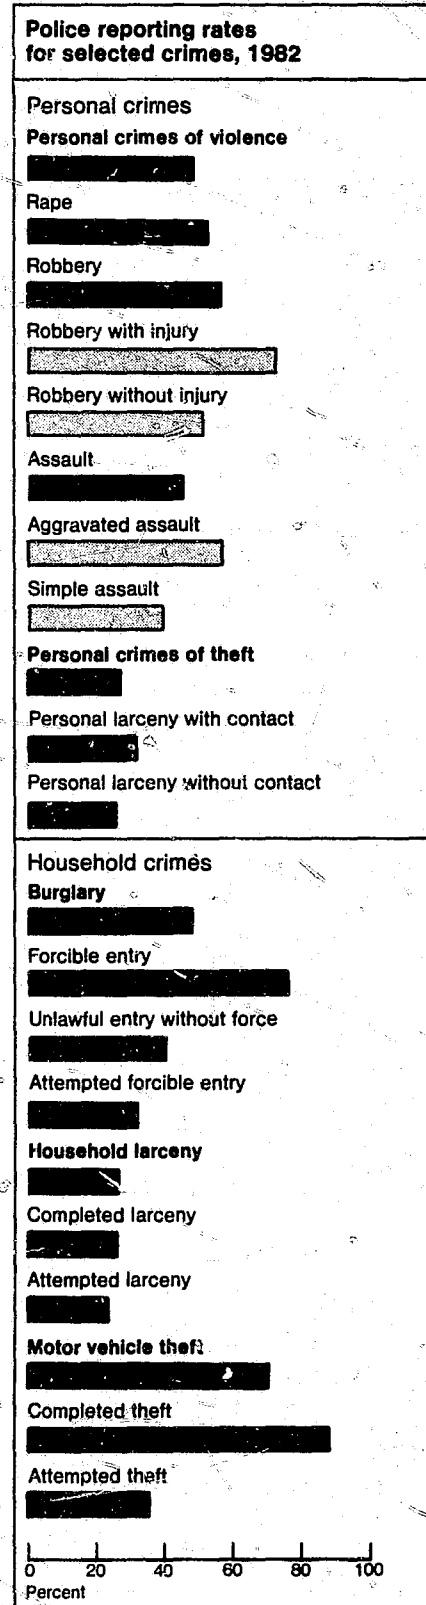 Police reporting rates
for selected crimes, 1982
Personal crimes
Personal crimes of violence
Rape
Robbery
Robbery with injury
Robbery without injury
Assault
Aggravated assault
Simple assault
Personal crimes of theft
Personal larceny with contact
Personal larceny without contact
Household crimes
Burglary
Forcible entry
Unlawful entry without force
Attempted forcible entry
Household larceny
Completed larceny
Attempted larceny
Motor vehicle theft
Completed theft
Attempted theft
0 20 40 60 80 100
Percent